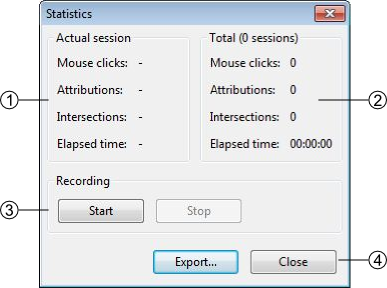 Statistics
Actual session
Total (0 sessions)
Mouse clicks: -
Mouse clicks: 0
Attributions: -
Attributions: 0
1
2
Intersections: -
Intersections: 0
Elapsed time: -
Elapsed time: 00:00:00
Recording
3
Start
Stop
Export...
Close
4